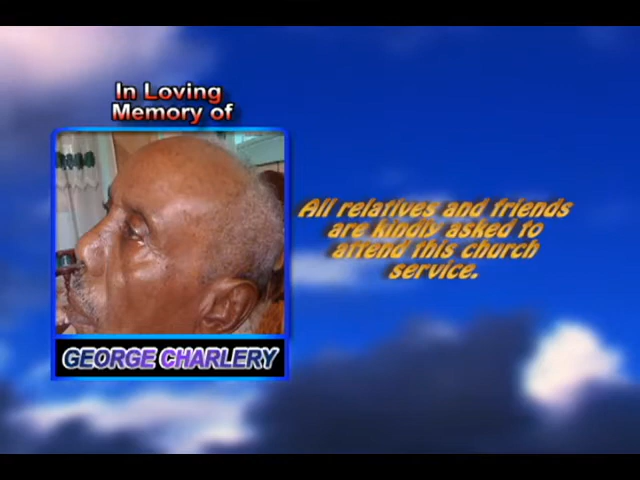 In Loving
Memory of
GEORGE CHARLERY
All relatives and friends
are kindly asked to
attend this church
service.